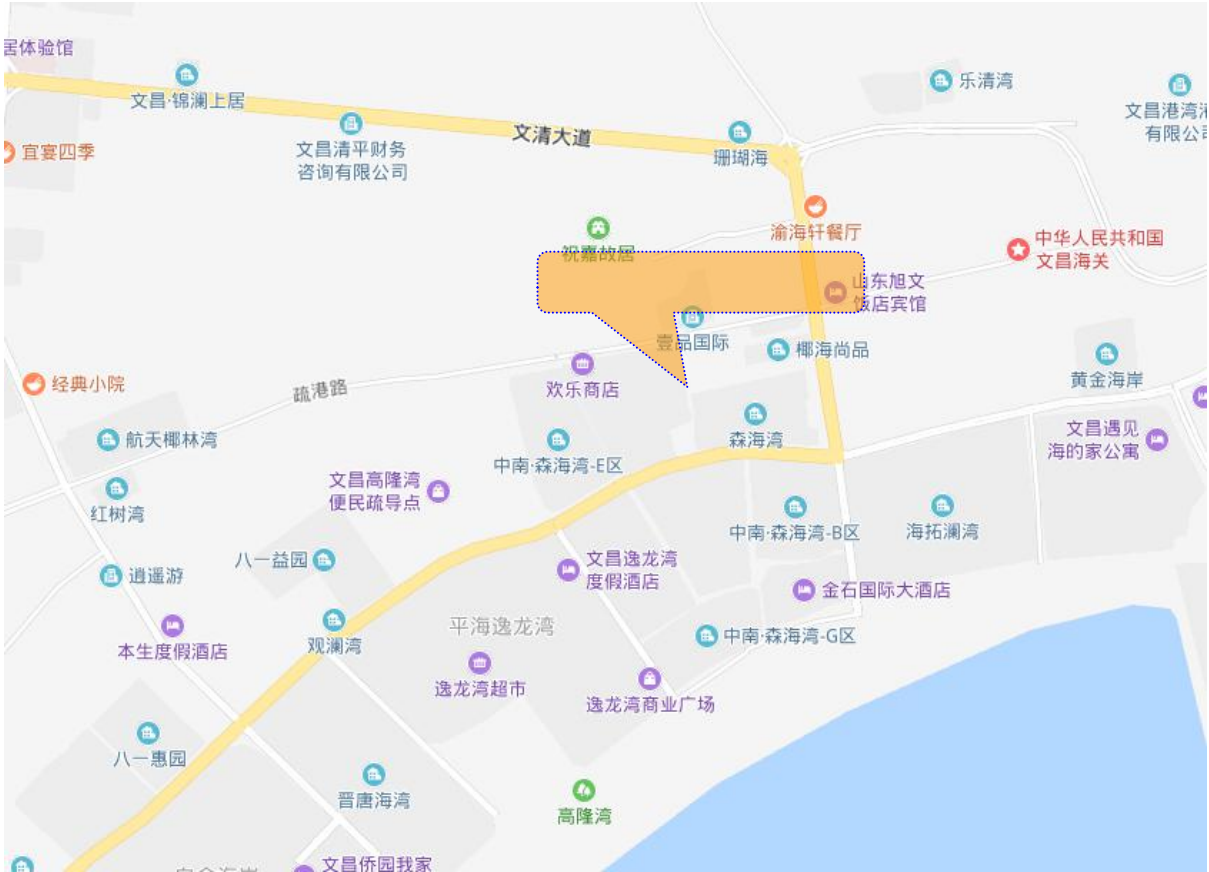 居体验馆
文昌·锦澜上居
乐清湾
文昌港湾港
有限公司
宜宴四季
文昌清平财务
咨询有限公司
文清大道
珊瑚海
渝海轩餐厅
中华人民共和国
文昌海关
祝嘉故居
山东旭文
饭店宾馆
壹品国际
椰海尚品
黄金海岸
经典小院
疏港路
欢乐商店
航天椰林湾
森海湾
文昌遇见
海的家公寓
中南·森海湾-E区
文昌高隆湾
便民疏导点
红树湾
中南·森海湾-B区
海拓澜湾
八一益园
逍遥游
文昌逸龙湾
度假酒店
金石国际大酒店
本生度假酒店
观澜湾
平海逸龙湾
中南·森海湾-G区
逸龙湾超市
逸龙湾商业广场
八一惠园
晋唐海湾
高隆湾
文昌侨园我家